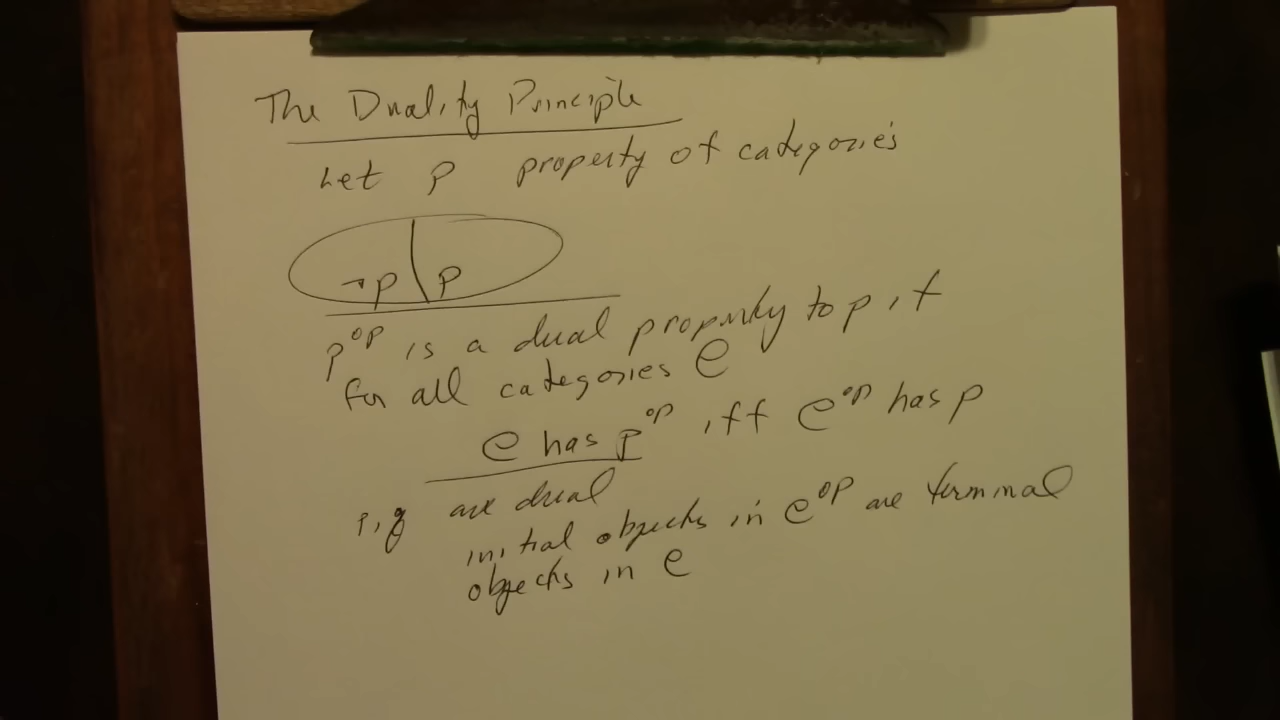 The Duality Principle
Let P property of categories
¬P P
P^op is a dual property to P if
for all categories C
C has P^op iff C^op has P
P, q are dual
initial objects in C^op are terminal
objects in C